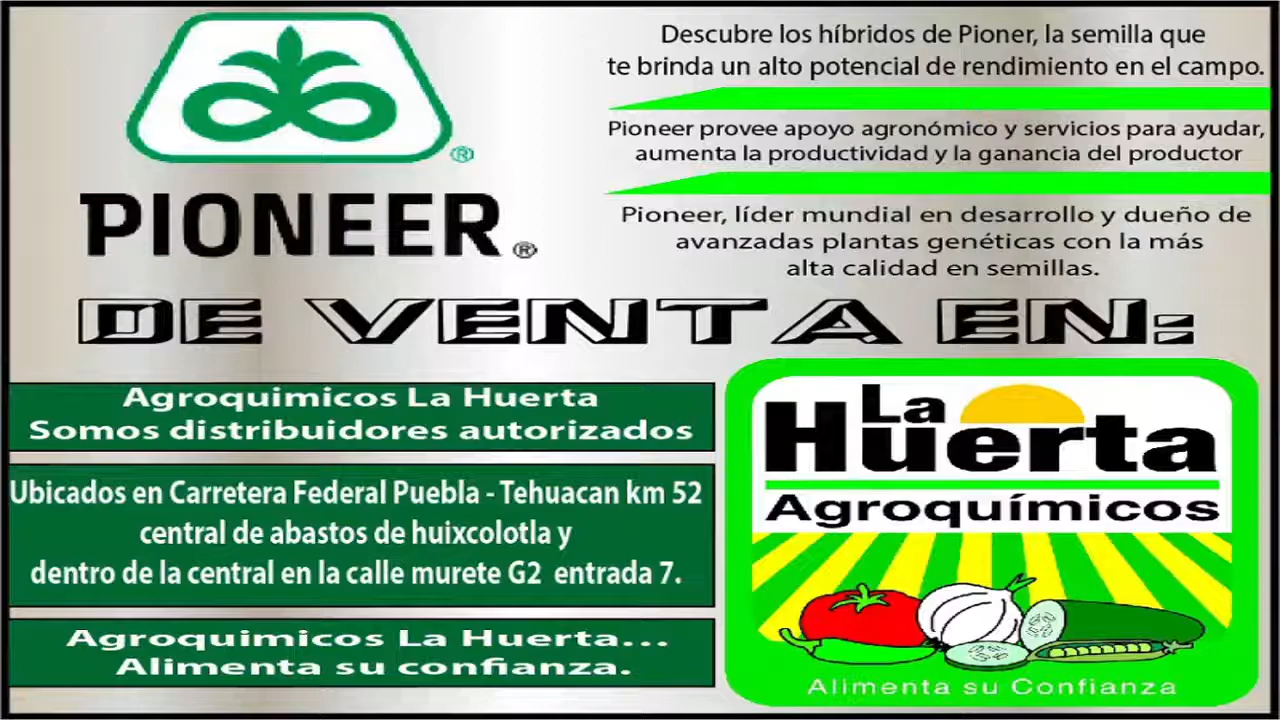 PIONEER
Descubre los híbridos de Pioner, la semilla que
te brinda un alto potencial de rendimiento en el campo.
Pioneer provee apoyo agronómico y servicios para ayudar,
aumenta la productividad y la ganancia del productor
Pioneer, líder mundial en desarrollo y dueño de
avanzadas plantas genéticas con la más
alta calidad en semillas.
DE VENTA EN:
Agroquimicos La Huerta
Somos distribuidores autorizados
Ubicados en Carretera Federal Puebla - Tehuacan km 52
central de abastos de huixcolotla y
dentro de la central en la calle murete G2 entrada 7.
Agroquimicos La Huerta...
Alimenta su confianza.
La
Huerta
Agroquímicos
Alimenta su Confianza